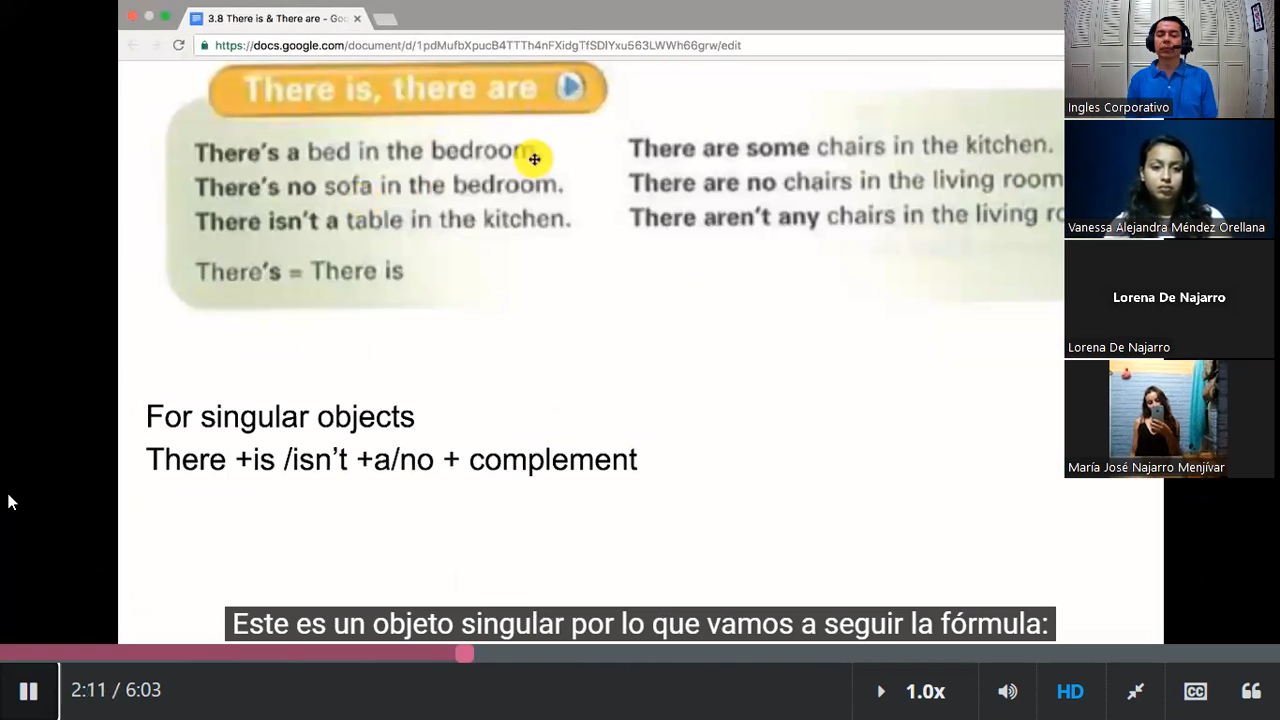 3.8 There is & There are - Goo
https://docs.google.com/document/d/1pdMufbXpucB4TTTh4nFXidgTfSDIYxu563LWWh66grw/edit
There is, there are
There's a bed in the bedroom.
There's no sofa in the bedroom.
There isn't a table in the kitchen.
There's = There is
There are some chairs in the kitchen.
There are no chairs in the living room
There aren't any chairs in the living ro
For singular objects
There +is /isn't +a/no + complement
Ingles Corporativo
Vanessa Alejandra Méndez Orellana
Lorena De Najarro
Lorena De Najarro
María José Najarro Menjívar
Este es un objeto singular por lo que vamos a seguir la fórmula:
2:11 / 6:03
1.0x
HD
CC